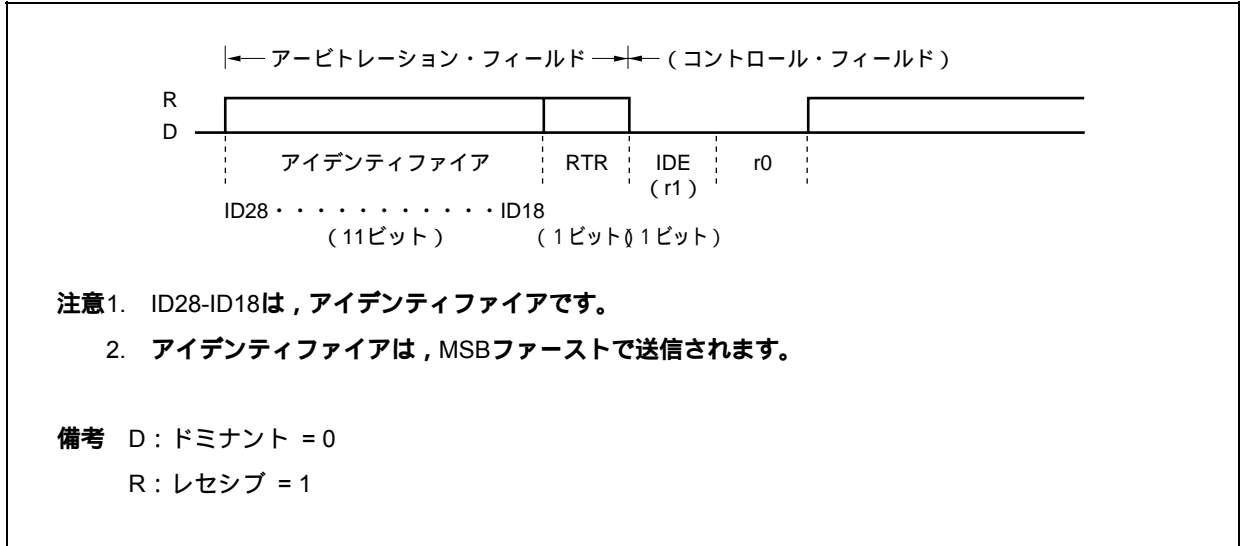 アービトレーション・フィールド （コントロール・フィールド）
R
D
アイデンティファイア RTR IDE r0
（r1）
ID28・・・・・・・・・・・ID18
（11ビット） （1ビット）（1ビット）
注意1. ID28-ID18は，アイデンティファイアです。
2. アイデンティファイアは，MSBファーストで送信されます。
備考 D：ドミナント = 0
R：レセシブ = 1